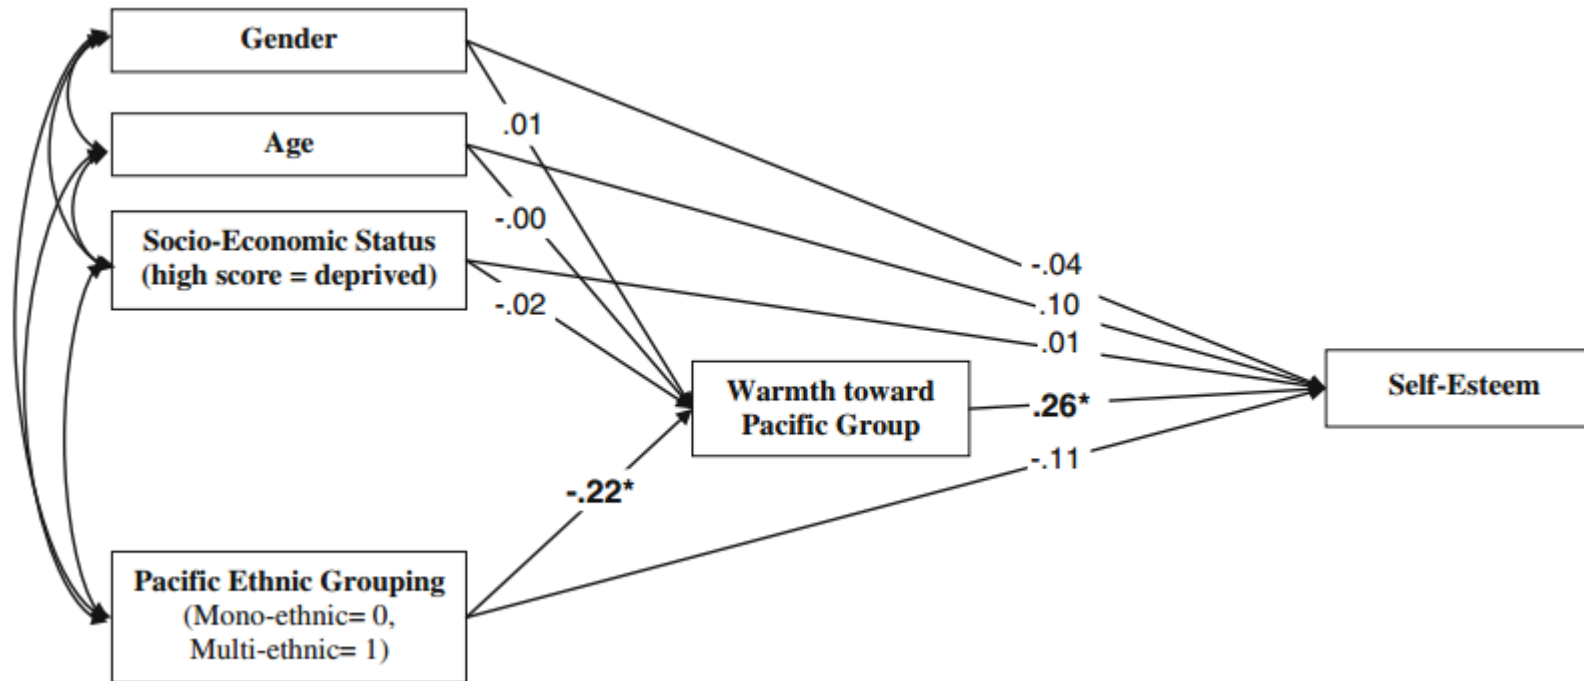 Gender
.01
Age
-.00
Socio-Economic Status
(high score = deprived)
-.02
-.04
.10
.01
Warmth toward
Pacific Group
.26*
Self-Esteem
-.11
-.22*
Pacific Ethnic Grouping
(Mono-ethnic= 0,
Multi-ethnic= 1)